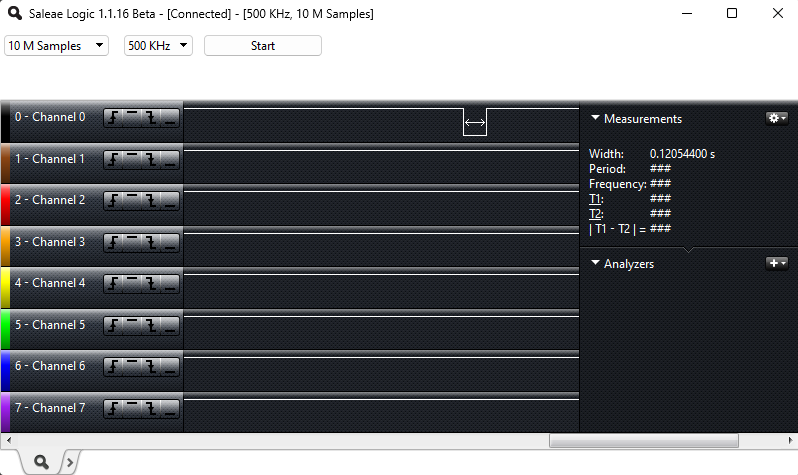 Saleae Logic 1.1.16 Beta - [Connected] - [500 KHz, 10 M Samples]
10 M Samples 500 KHz Start
0 - Channel 0
1 - Channel 1
2 - Channel 2
3 - Channel 3
4 - Channel 4
5 - Channel 5
6 - Channel 6
7 - Channel 7
Measurements
Width: 0.12054400 s
Period: ###
Frequency: ###
T1: ###
T2: ###
| T1 - T2 | = ###
Analyzers